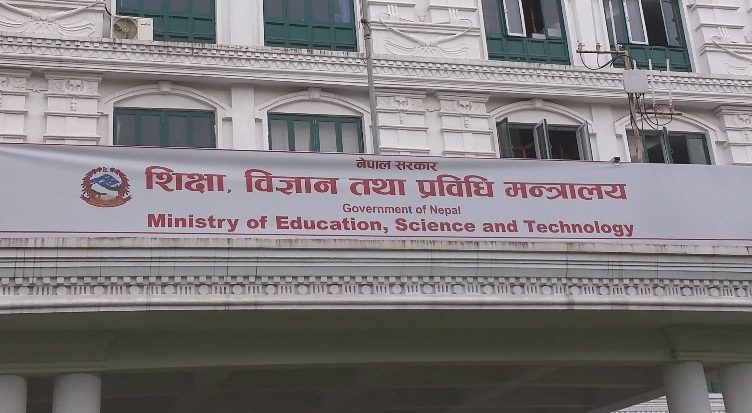 नेपाल सरकार
शिक्षा, विज्ञान तथा प्रविधि मन्त्रालय
Government of Nepal
Ministry of Education, Science and Technology